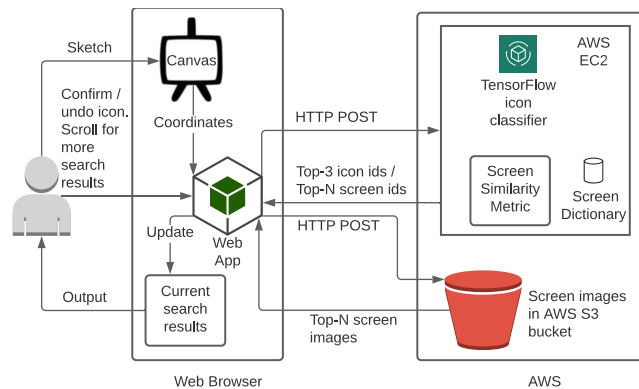 Sketch
Canvas
Confirm /
undo icon.
Scroll for
more
search
results
Coordinates
HTTP POST
AWS
EC2
TensorFlow
icon
classifier
Top-3 icon ids /
Top-N screen ids
Screen
Similarity
Metric
Screen
Dictionary
HTTP POST
Update
Web
App
Output
Current
search
results
Top-N screen
images
Screen images
in AWS S3
bucket
Web Browser
AWS